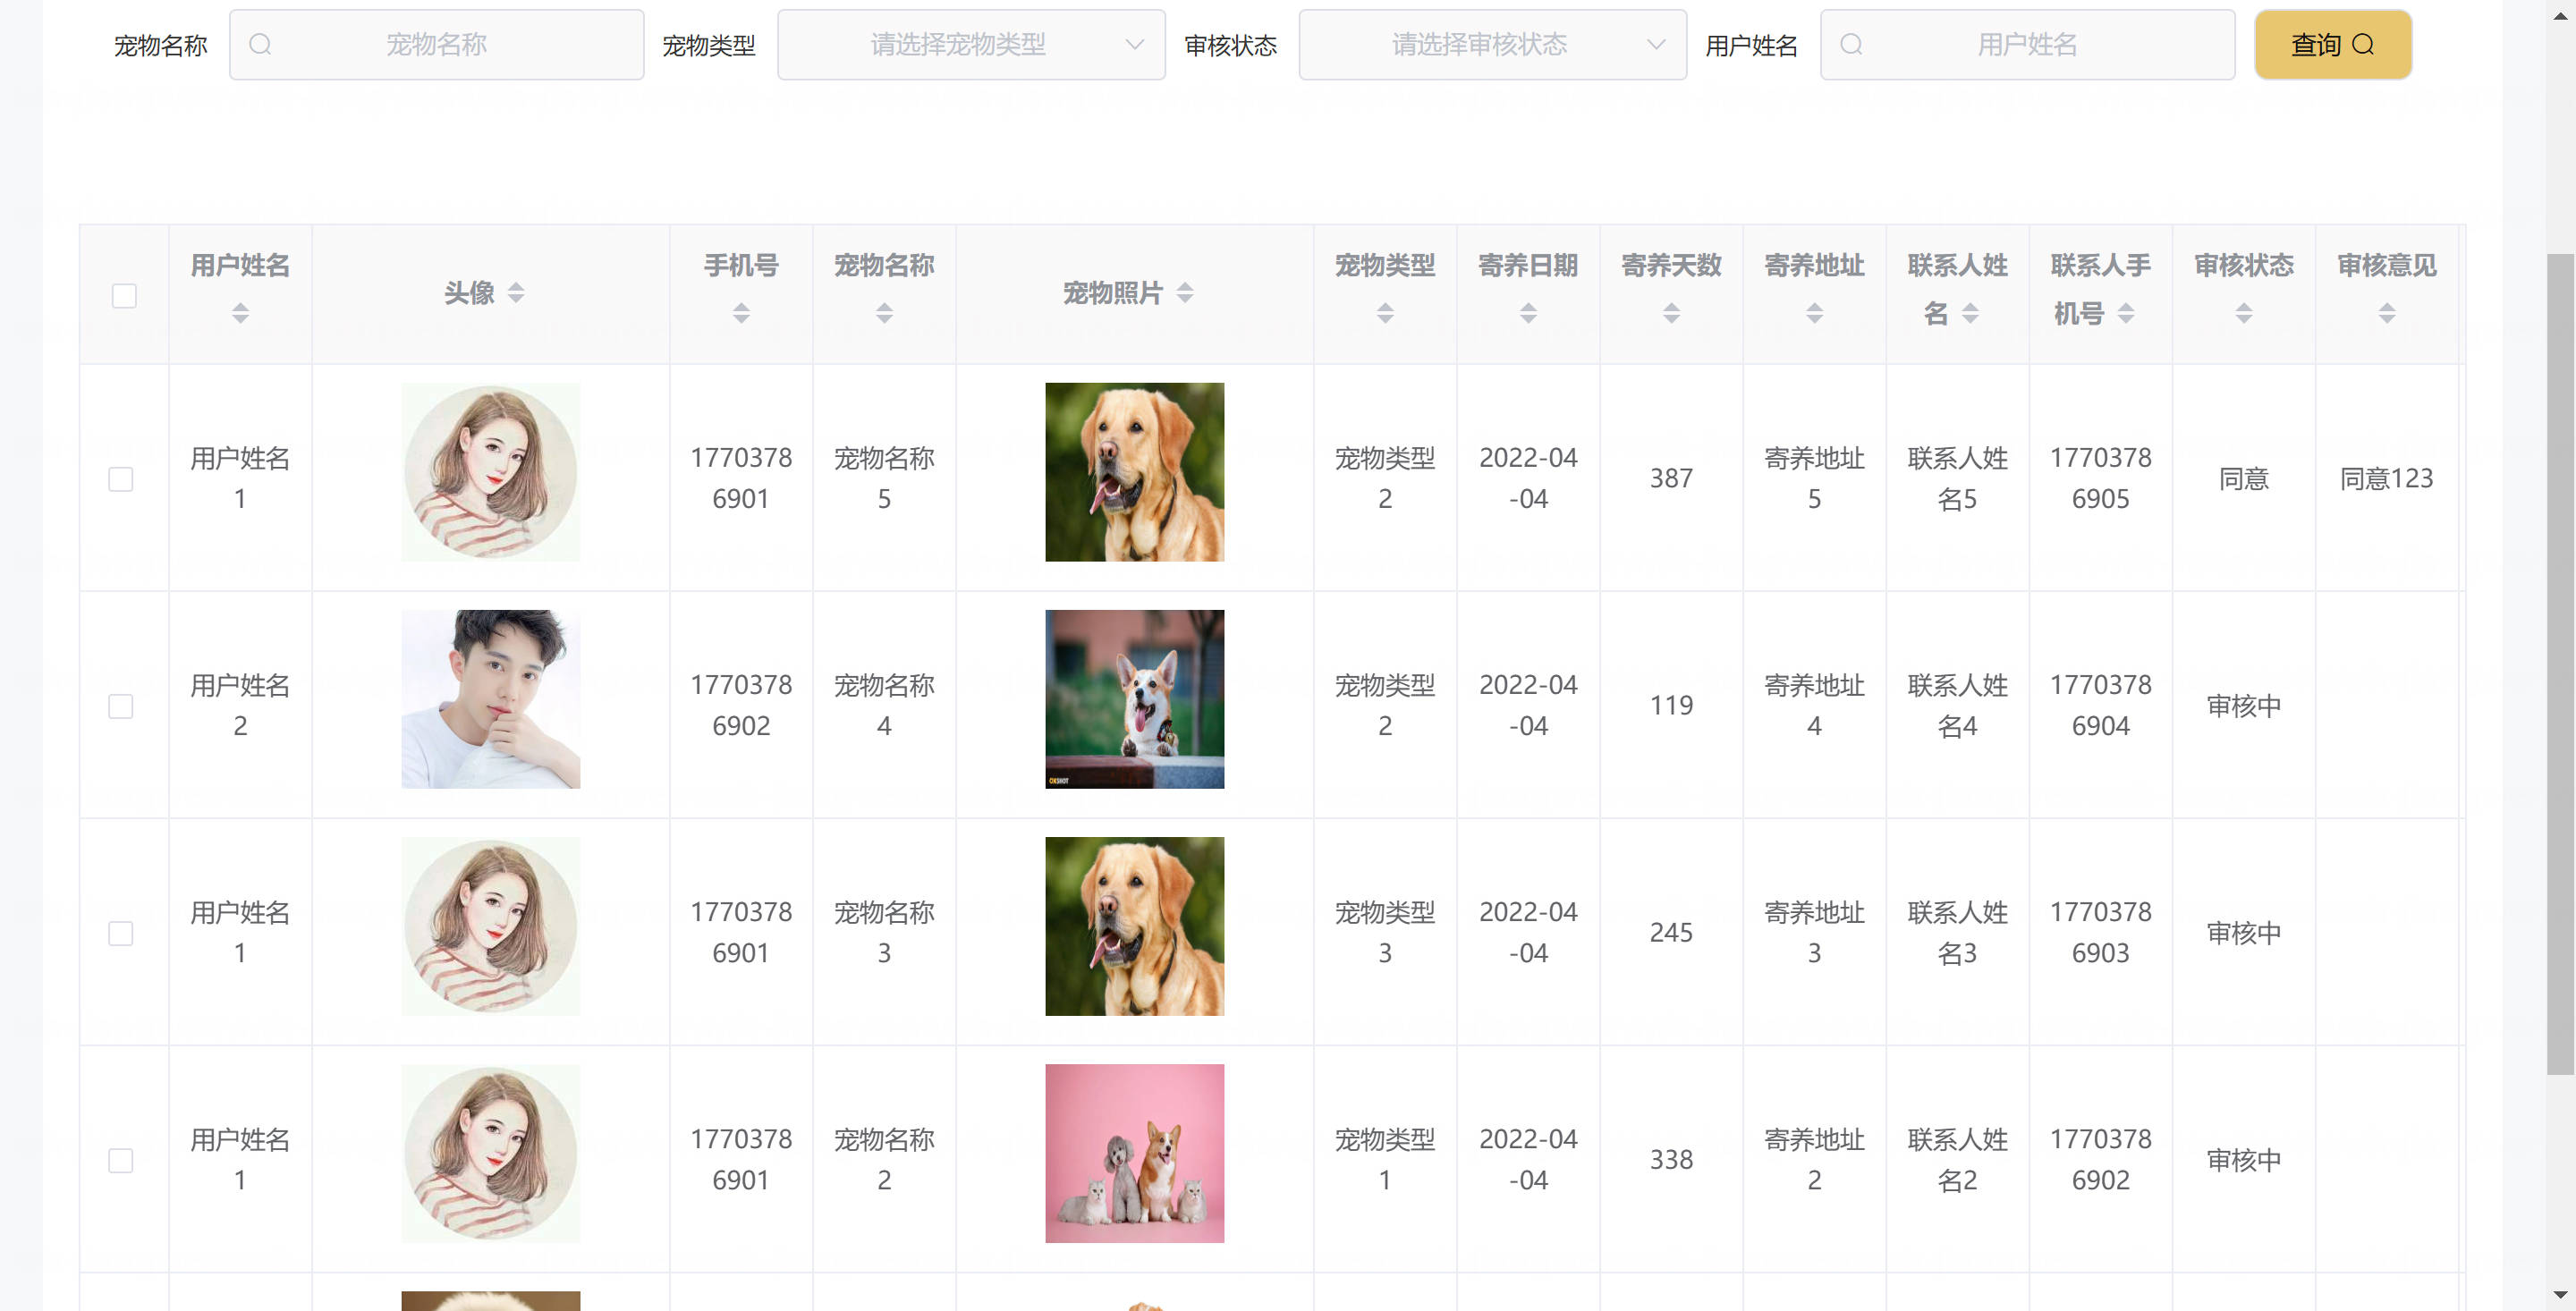 宠物名称 宠物名称 宠物类型 请选择宠物类型 审核状态 请选择审核状态 用户姓名 用户姓名 查询
用户姓名 头像 手机号 宠物名称 宠物照片 宠物类型 寄养日期 寄养天数 寄养地址 联系人姓名 联系人手机号 审核状态 审核意见
用户姓名1 17703786901 宠物名称5 宠物类型2 2022-04-04 387 寄养地址5 联系人姓名5 17703786905 同意 同意123
用户姓名2 17703786902 宠物名称4 OKSHOT 宠物类型2 2022-04-04 119 寄养地址4 联系人姓名4 17703786904 审核中
用户姓名1 17703786901 宠物名称3 宠物类型3 2022-04-04 245 寄养地址3 联系人姓名3 17703786903 审核中
用户姓名1 17703786901 宠物名称2 宠物类型1 2022-04-04 338 寄养地址2 联系人姓名2 17703786902 审核中